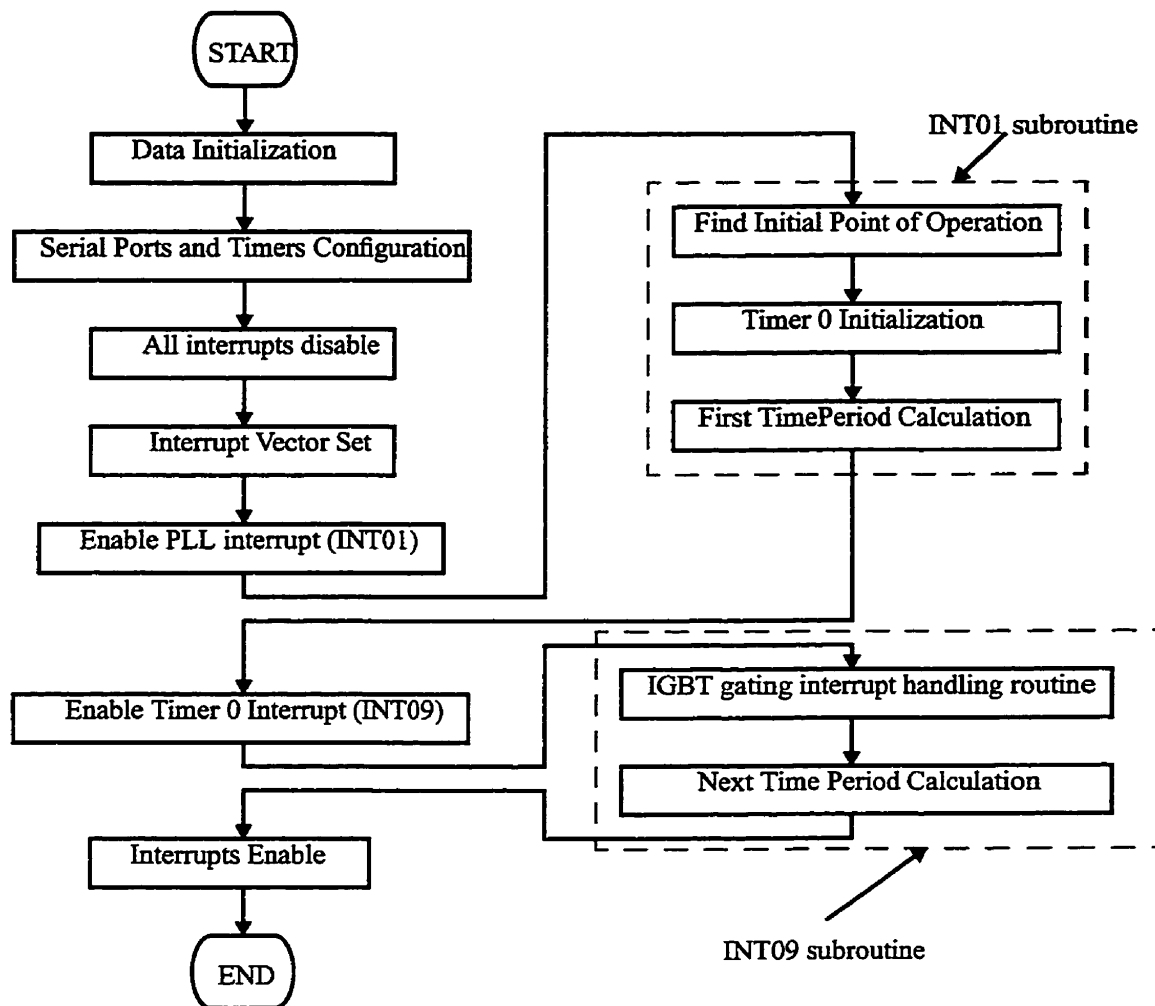 START
Data Initialization
Serial Ports and Timers Configuration
All interrupts disable
Interrupt Vector Set
Enable PLL interrupt (INT01)
INT01 subroutine
Find Initial Point of Operation
Timer 0 Initialization
First TimePeriod Calculation
Enable Timer 0 Interrupt (INT09)
IGBT gating interrupt handling routine
Next Time Period Calculation
Interrupts Enable
END
INT09 subroutine